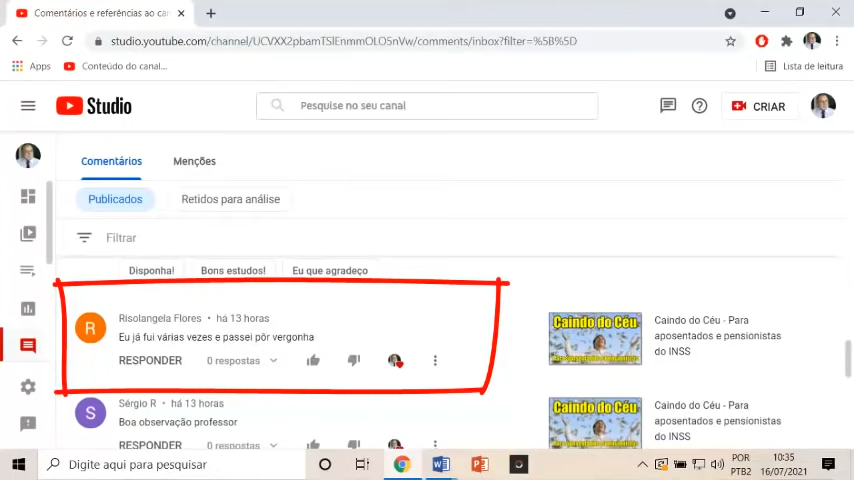 Comentários e referências ao can
studio.youtube.com/channel/UCVXX2pbamTSlEnmmOLO5nVw/comments/inbox?filter=%5B%5D
Apps
Conteúdo do canal...
Lista de leitura
Studio
Pesquise no seu canal
CRIAR
Comentários
Menções
Publicados
Retidos para análise
Filtrar
Disponha!
Bons estudos!
Eu que agradeço
R
Risolangela Flores • há 13 horas
Eu já fui várias vezes e passei pôr vergonha
RESPONDER
0 respostas
Caindo do Céu
Caindo do Céu - Para
aposentados e pensionistas
do INSS
S
Sérgio R • há 13 horas
Boa observação professor
RESPONDER
0 respostas
Caindo do Céu
Caindo do Céu - Para
aposentados e pensionistas
do INSS
Digite aqui para pesquisar
POR
PTB2
10:35
16/07/2021